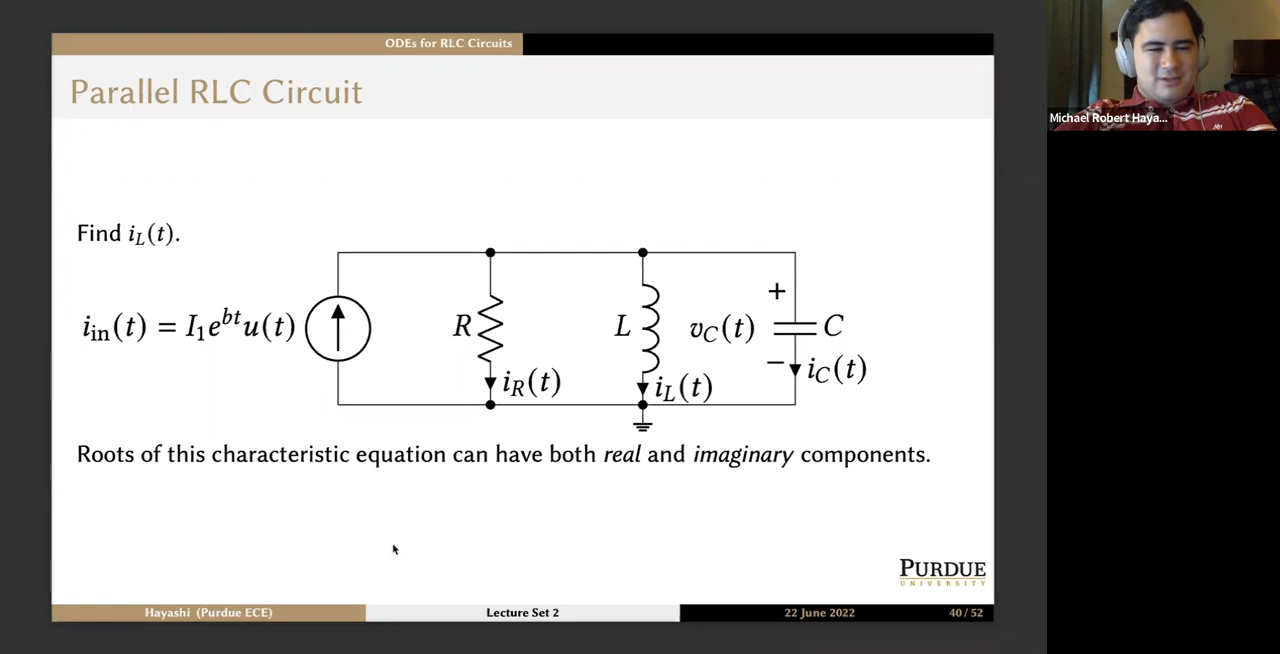 ODEs for RLC Circuits
Parallel RLC Circuit
Michael Robert Haya...
Find i_L(t).
i_in(t) = I_1e^{bt}u(t)
R
L
v_C(t)
+
−
C
i_R(t)
i_L(t)
i_C(t)
Roots of this characteristic equation can have both real and imaginary components.
PURDUE
UNIVERSITY
Hayashi (Purdue ECE)
Lecture Set 2
22 June 2022
40 / 52